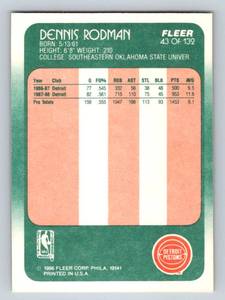 DENNIS RODMAN
FLEER
43 OF 132
BORN: 5/13/61
HEIGHT: 6'8" WEIGHT: 210
COLLEGE: SOUTHEASTERN OKLAHOMA STATE UNIVER
Year Club G FG% REB AST STL BLK PTS AVG
1986-87 Detroit 77 .545 332 56 38 48 500 6.5
1987-88 Detroit 82 .561 715 110 75 45 953 11.6
Pro Totals 159 .555 1047 166 113 93 1453 9.1
NBA
DETROIT PISTONS
© 1988 FLEER CORP. PHILA. 19141
PRINTED IN U.S.A.